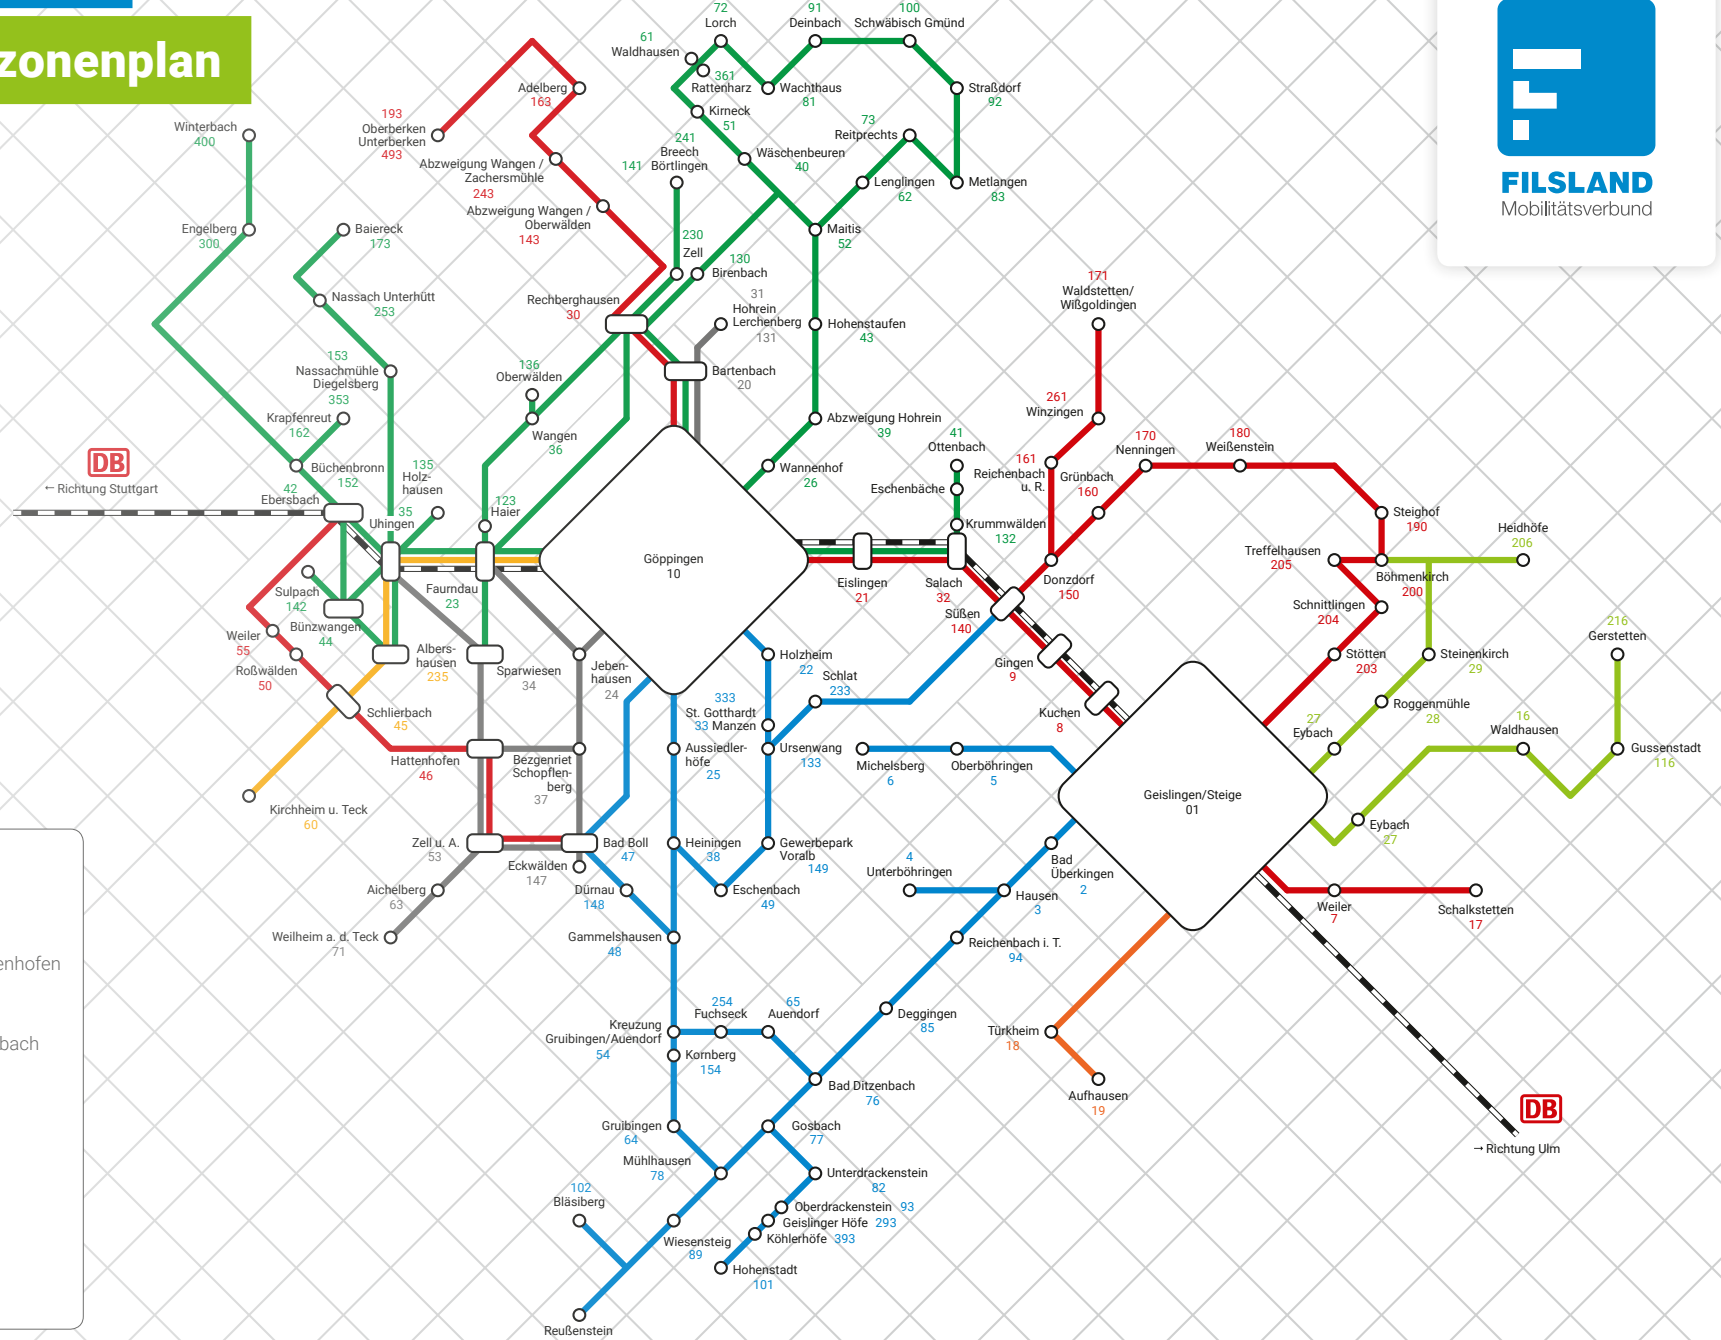 zonenplan
FILSLAND
Mobilitätsverbund
72
Lorch
91
Deinbach
100
Schwäbisch Gmünd
61
Waldhausen
361
Rattenharz
Wachthaus
81
Straßdorf
92
Adelberg
163
193
Oberberken
Unterberken
493
Kirneck
51
73
Reitprechts
Winterbach
400
Abzweigung Wangen /
Zachersmühle
243
241
Breech
Börtlingen
141
Wäschenbeuren
40
Lenglingen
62
Metlangen
83
Abzweigung Wangen /
Oberwälden
143
Engelberg
300
Baiereck
173
Maitis
52
230
Zell
130
Birenbach
Nassach Unterhütt
253
Rechberghausen
30
31
Hohrein
Lerchenberg
131
Hohenstaufen
43
171
Waldstetten/
Wißgoldingen
153
Nassachmühle
Diegelsberg
353
136
Oberwälden
Bartenbach
20
Krapfenreut
162
Wangen
36
Abzweigung Hohrein
39
261
Winzingen
DB
← Richtung Stuttgart
Büchenbronn
152
135
Holz-
hausen
Wannenhof
26
41
Ottenbach
Eschenbäche
161
Reichenbach
u. R.
Grünbach
160
170
Nenningen
180
Weißenstein
42
Ebersbach
35
Uhingen
123
Haier
Krummwälden
132
Steighof
190
Heidhöfe
206
Göppingen
10
Eislingen
21
Salach
32
Donzdorf
150
Treffelhausen
205
Böhmenkirch
200
Sulpach
142
Faurndau
23
Süßen
140
Schnittlingen
204
Bünzwangen
44
Weiler
55
Roßwälden
50
Albers-
hausen
235
Sparwiesen
34
Jeben-
hausen
24
Holzheim
22
Schlat
233
Gingen
9
Stötten
203
Steinenkirch
29
216
Gerstetten
Schlierbach
45
333
St. Gotthardt
33 Manzen
Kuchen
8
Roggenmühle
28
27
Eybach
16
Waldhausen
Hattenhofen
46
Bezgenriet
Schopflen-
berg
37
Aussiedler-
höfe
25
Ursenwang
133
Michelsberg
6
Oberböhringen
5
Gussenstadt
116
Kirchheim u. Teck
60
Geislingen/Steige
01
Eybach
27
Zell u. A.
53
Bad Boll
47
Heiningen
38
Gewerbepark
Voralb
149
Eckwälden
147
4
Unterböhringen
Bad
Überkingen
2
Aichelberg
63
Dürnau
148
Eschenbach
49
Hausen
3
Weiler
7
Schalkstetten
17
Weilheim a. d. Teck
71
Gammelshausen
48
Reichenbach i. T.
94
enhofen
bach
Kreuzung
Gruibingen/Auendorf
54
254
Fuchseck
65
Auendorf
Deggingen
85
Türkheim
18
Kornberg
154
Bad Ditzenbach
76
Aufhausen
19
DB
→ Richtung Ulm
Gruibingen
64
Gosbach
77
Mühlhausen
78
Unterdrackenstein
82
102
Bläsiberg
Oberdrackenstein 93
Geislinger Höfe 293
Köhlerhöfe 393
Wiesensteig
89
Hohenstadt
101
Reußenstein